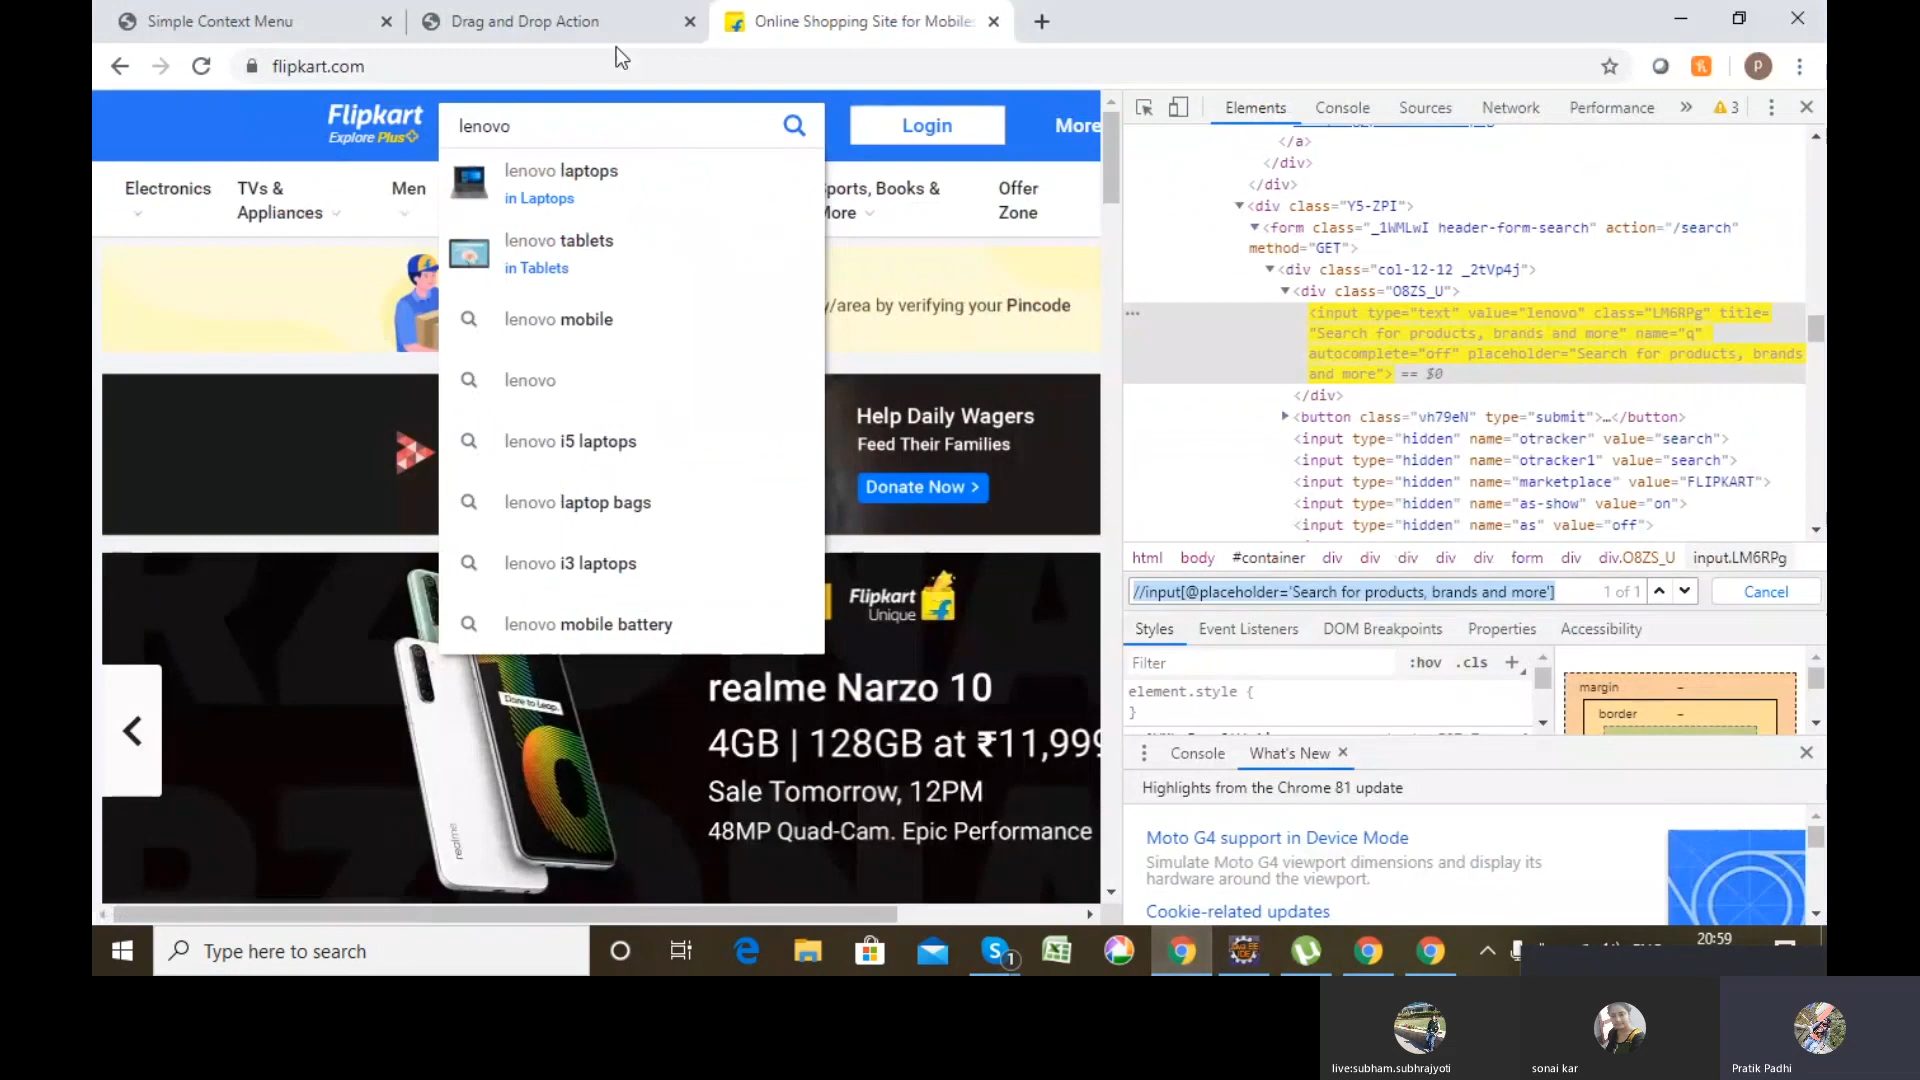 Simple Context Menu
Drag and Drop Action
Online Shopping Site for Mobiles
flipkart.com
P
Flipkart
Explore Plus
lenovo
Login
More
Electronics
TVs &
Appliances
Men
Sports, Books &
More
Offer
Zone
lenovo laptops
in Laptops
lenovo tablets
in Tablets
lenovo mobile
lenovo
lenovo i5 laptops
lenovo laptop bags
lenovo i3 laptops
lenovo mobile battery
y/area by verifying your Pincode
Help Daily Wagers
Feed Their Families
Donate Now >
Flipkart
Unique
Dare to Leap.
realme
realme Narzo 10
4GB | 128GB at ₹11,999
Sale Tomorrow, 12PM
48MP Quad-Cam. Epic Performance
Elements Console Sources Network Performance » 3
</a>
</div>
</div>
<div class="Y5-ZPI">
<form class="_1WMLwI header-form-search" action="/search"
method="GET">
<div class="col-12-12 _2tVp4j">
<div class="O8ZS_U">
<input type="text" value="lenovo" class="LM6RPg" title=
"Search for products, brands and more" name="q"
autocomplete="off" placeholder="Search for products, brands
and more"> == $0
</div>
<button class="vh79eN" type="submit">…</button>
<input type="hidden" name="otracker" value="search">
<input type="hidden" name="otracker1" value="search">
<input type="hidden" name="marketplace" value="FLIPKART">
<input type="hidden" name="as-show" value="on">
<input type="hidden" name="as" value="off">
html body #container div div div div div form div div.O8ZS_U input.LM6RPg
//input[@placeholder='Search for products, brands and more']
1 of 1
Cancel
Styles Event Listeners DOM Breakpoints Properties Accessibility
Filter
:hov .cls +
element.style {
}
margin –
border –
Console What's New
Highlights from the Chrome 81 update
Moto G4 support in Device Mode
Simulate Moto G4 viewport dimensions and display its
hardware around the viewport.
Cookie-related updates
Type here to search
1
20:59
live:subham.subhrajyoti
sonai kar
Pratik Padhi